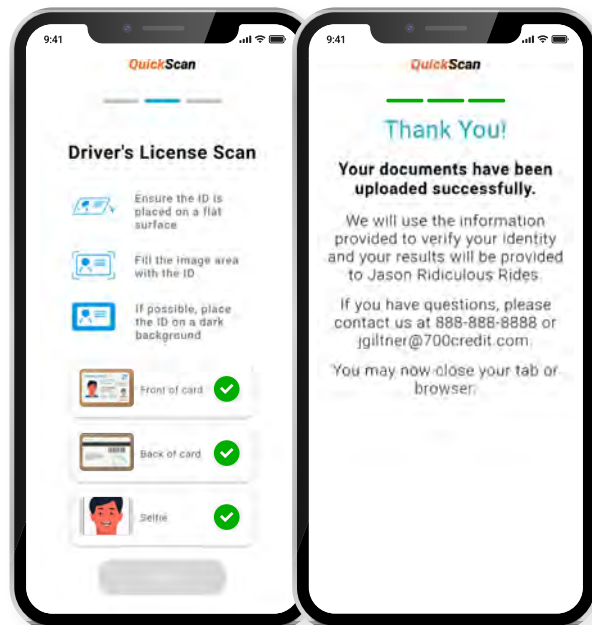 9:41
QuickScan
Driver's License Scan
Ensure the ID is
placed on a flat
surface
Fill the image area
with the ID
If possible, place
the ID on a dark
background
Front of card
Back of card
Selfie
9:41
QuickScan
Thank You!
Your documents have been
uploaded successfully.
We will use the information
provided to verify your identity
and your results will be provided
to Jason Ridiculous Rides.
If you have questions, please
contact us at 888-888-8888 or
jgiltner@700credit.com
You may now close your tab or
browser.